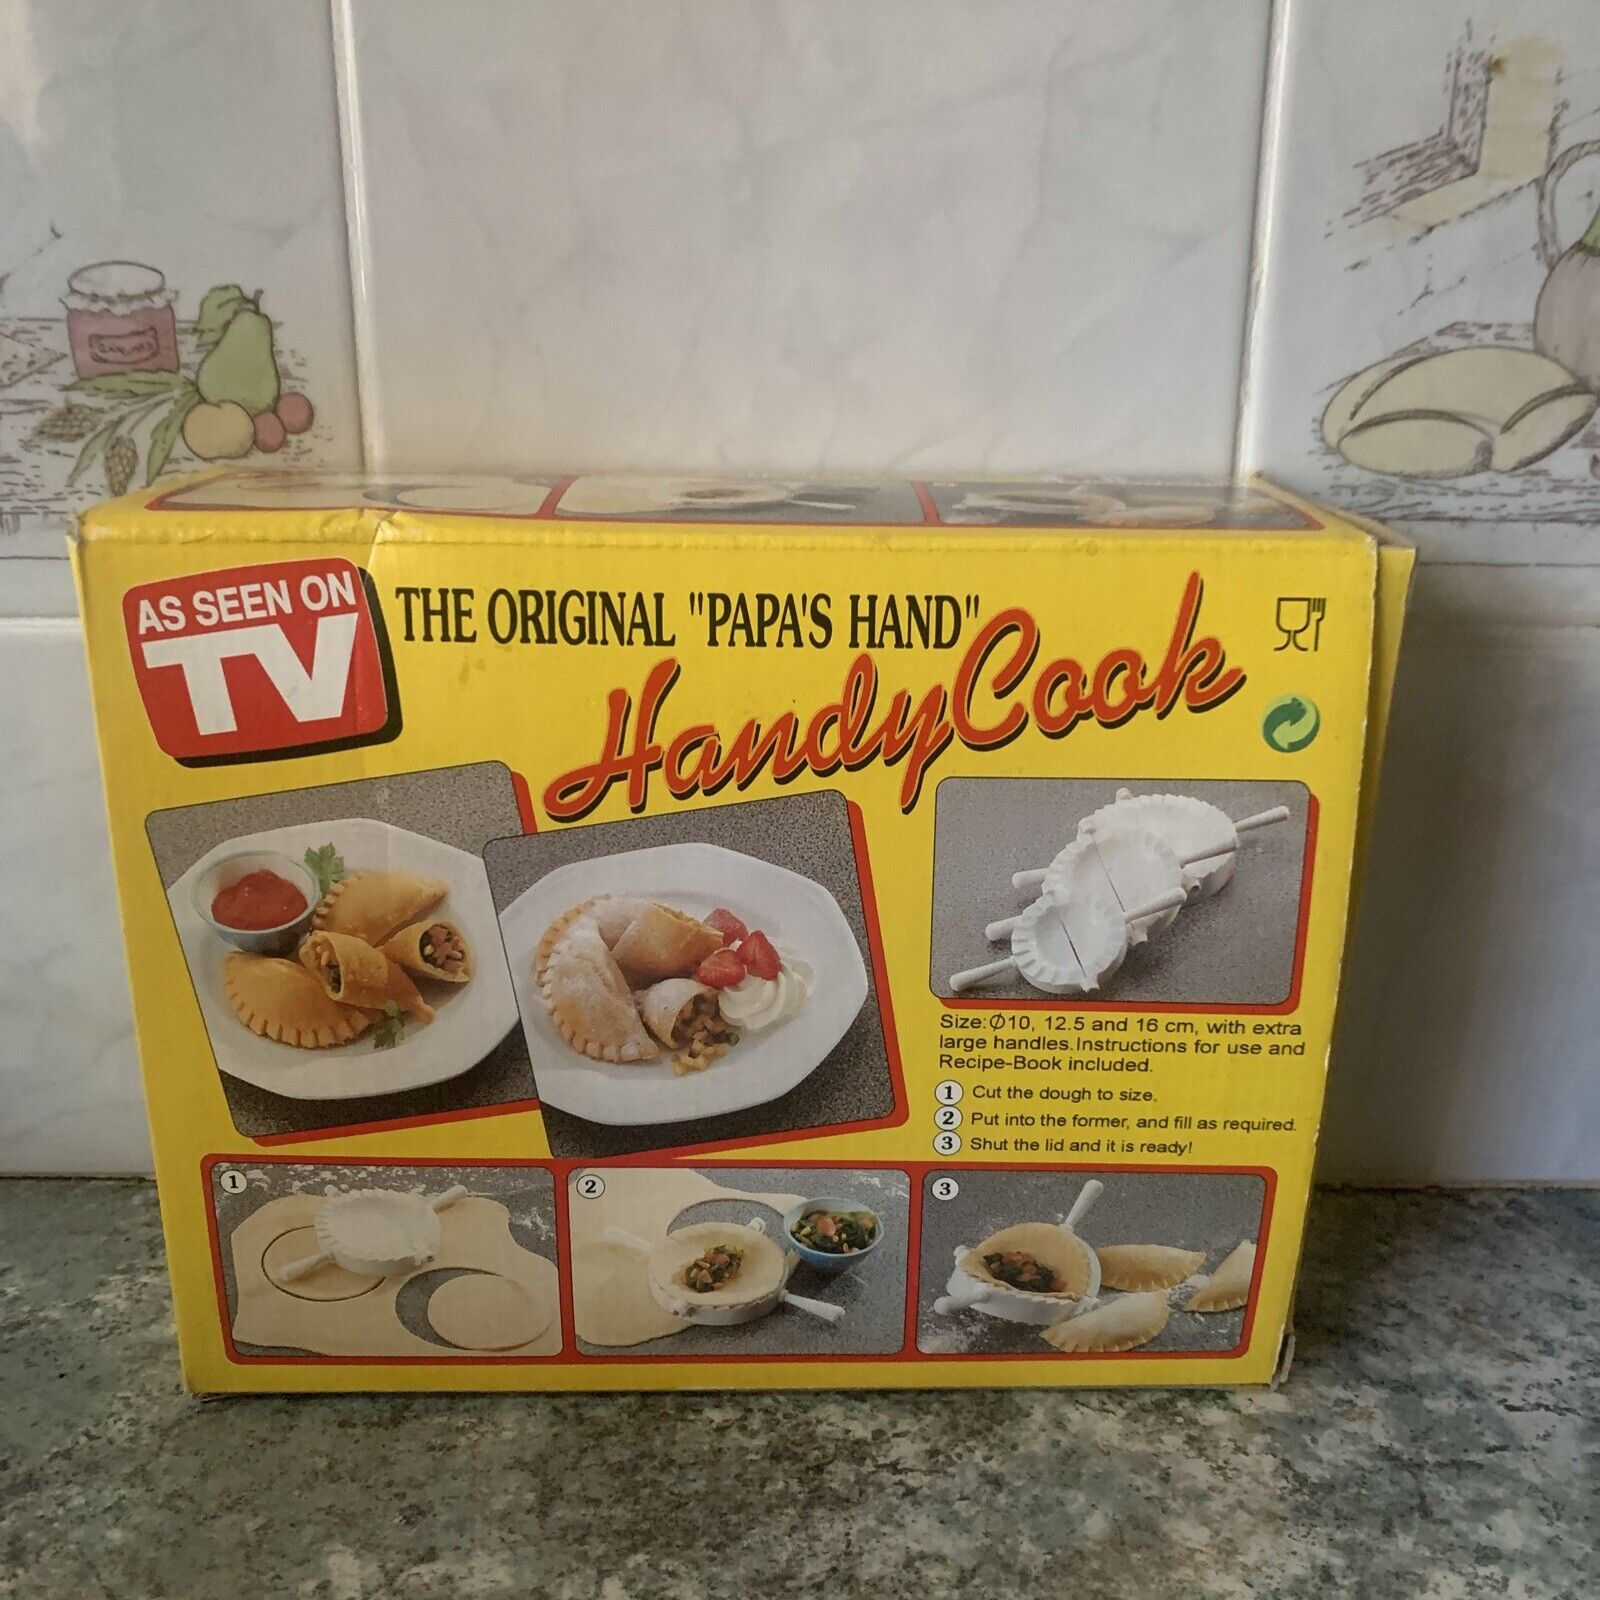 AS SEEN ON
TV
THE ORIGINAL "PAPA'S HAND"
HandyCook
Size:Ø10, 12.5 and 16 cm, with extra
large handles.Instructions for use and
Recipe-Book included.
1 Cut the dough to size.
2 Put into the former, and fill as required.
3 Shut the lid and it is ready!
1
2
3